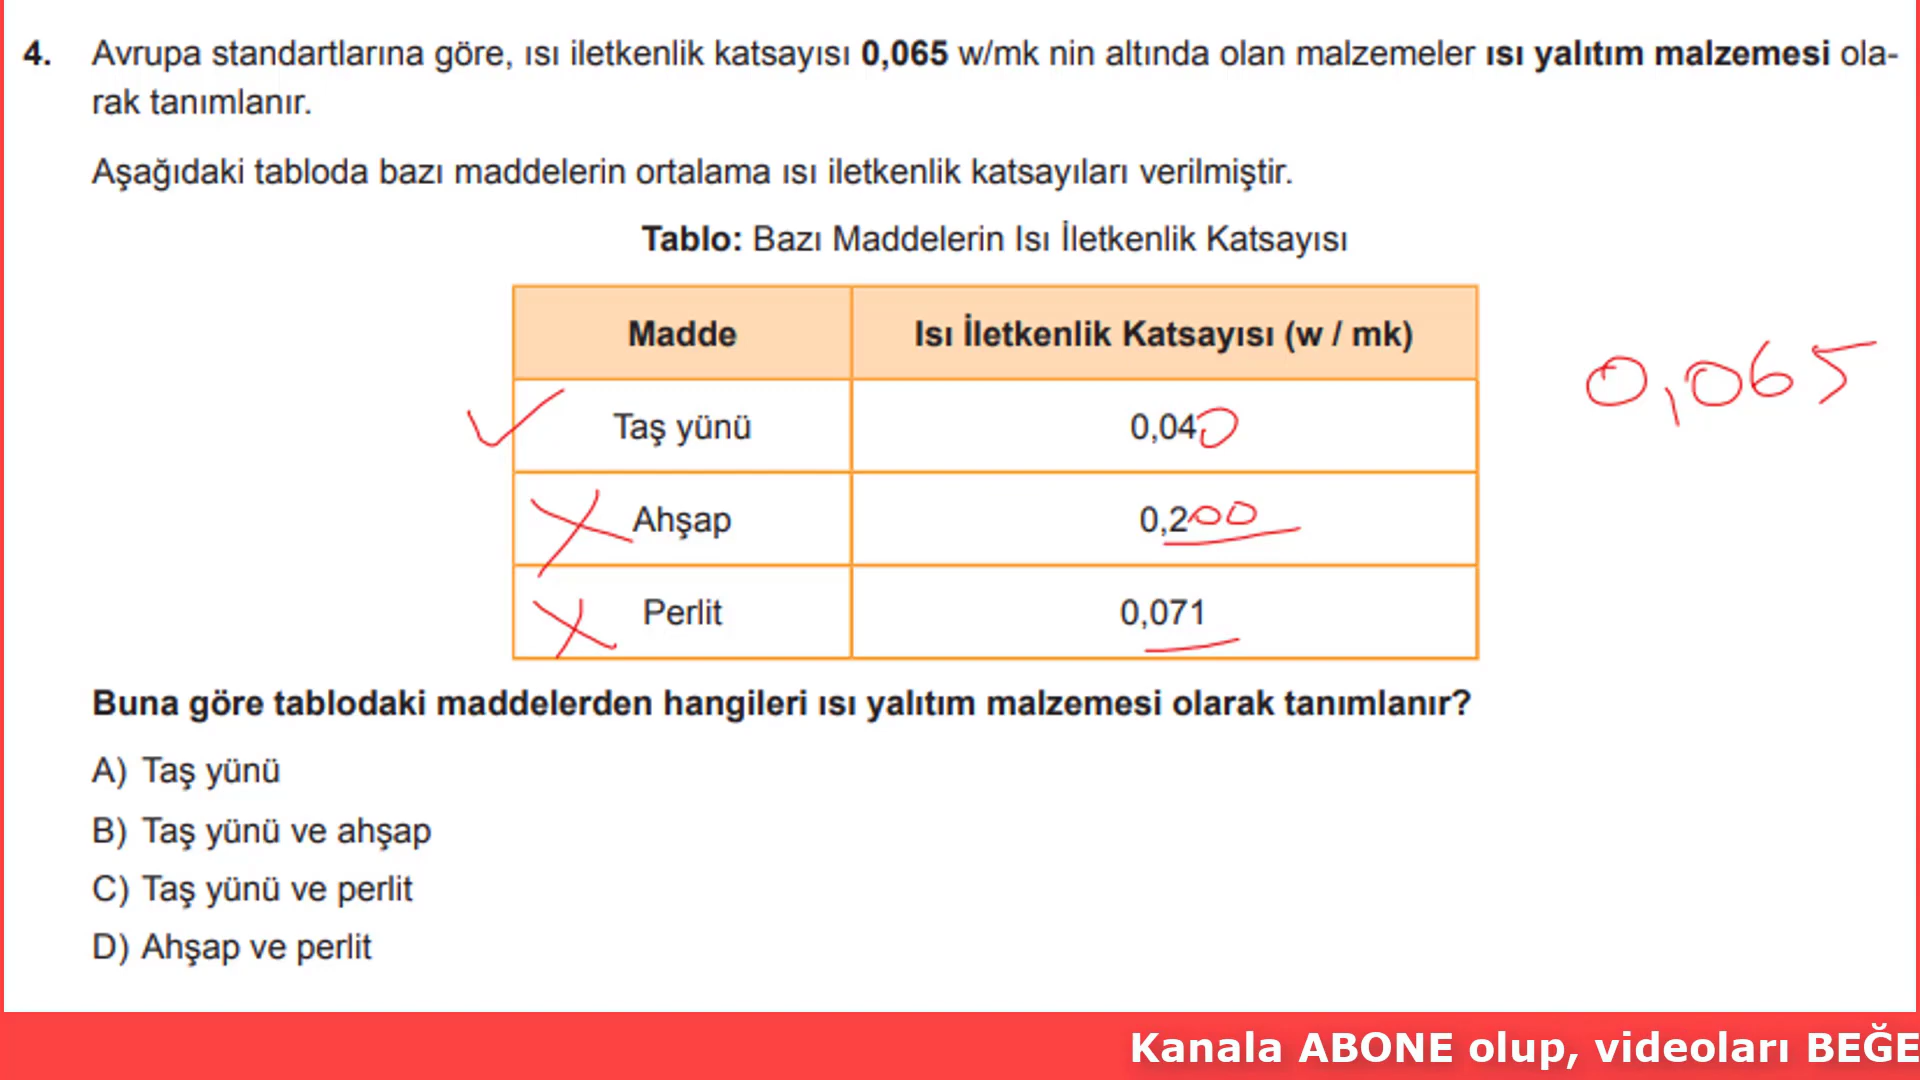 4. Avrupa standartlarına göre, ısı iletkenlik katsayısı 0,065 w/mk nin altında olan malzemeler ısı yalıtım malzemesi ola-
rak tanımlanır.
Aşağıdaki tabloda bazı maddelerin ortalama ısı iletkenlik katsayıları verilmiştir.
Tablo: Bazı Maddelerin Isı İletkenlik Katsayısı
Madde Isı İletkenlik Katsayısı (w / mk)
0,065
Taş yünü 0,040
Ahşap 0,200
Perlit 0,071
Buna göre tablodaki maddelerden hangileri ısı yalıtım malzemesi olarak tanımlanır?
A) Taş yünü
B) Taş yünü ve ahşap
C) Taş yünü ve perlit
D) Ahşap ve perlit
Kanala ABONE olup, videoları BEĞE